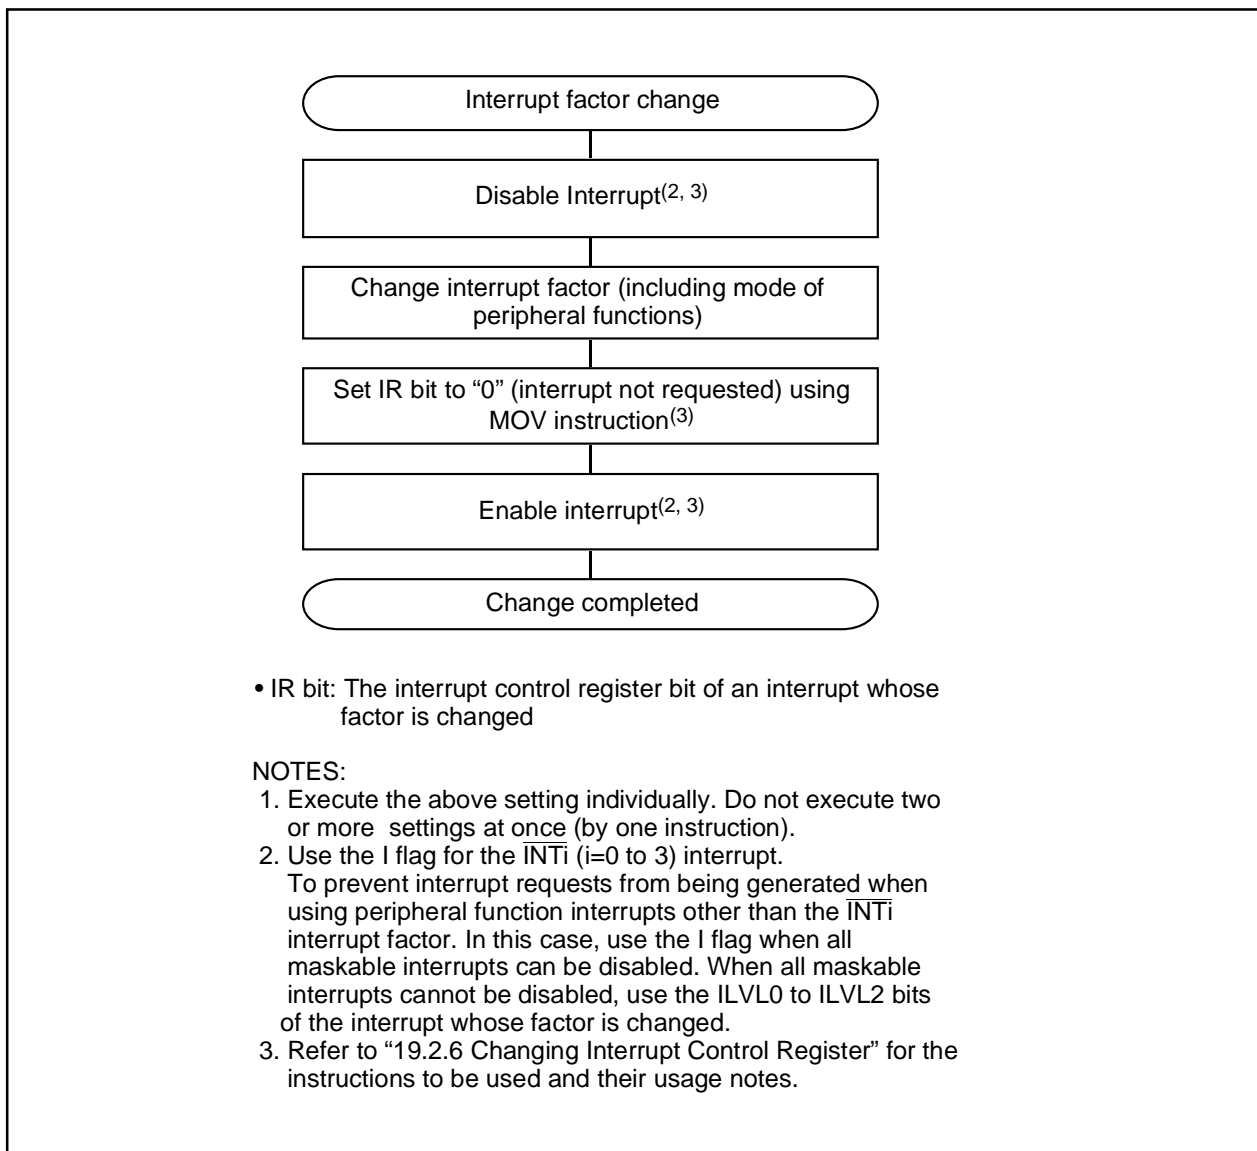 Interrupt factor change
Disable Interrupt(2, 3)
Change interrupt factor (including mode of
peripheral functions)
Set IR bit to “0” (interrupt not requested) using
MOV instruction(3)
Enable interrupt(2, 3)
Change completed
• IR bit: The interrupt control register bit of an interrupt whose
factor is changed
NOTES:
1. Execute the above setting individually. Do not execute two
or more settings at once (by one instruction).
2. Use the I flag for the I̅N̅T̅i̅ (i=0 to 3) interrupt.
To prevent interrupt requests from being generated when
using peripheral function interrupts other than the I̅N̅T̅i̅
interrupt factor. In this case, use the I flag when all
maskable interrupts can be disabled. When all maskable
interrupts cannot be disabled, use the ILVL0 to ILVL2 bits
of the interrupt whose factor is changed.
3. Refer to “19.2.6 Changing Interrupt Control Register” for the
instructions to be used and their usage notes.